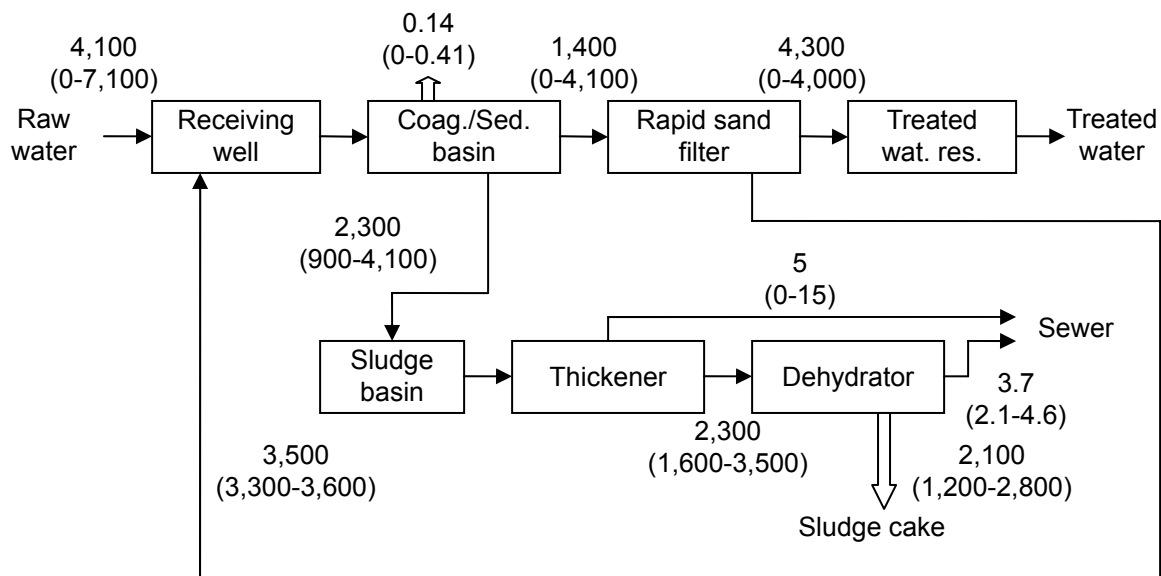 4,100
(0-7,100)
0.14
(0-0.41)
1,400
(0-4,100)
4,300
(0-4,000)
Raw
water
Receiving
well
Coag./Sed.
basin
Rapid sand
filter
Treated
wat. res.
Treated
water
2,300
(900-4,100)
5
(0-15)
Sewer
Sludge
basin
Thickener
Dehydrator
3.7
(2.1-4.6)
3,500
(3,300-3,600)
2,300
(1,600-3,500)
2,100
(1,200-2,800)
Sludge cake